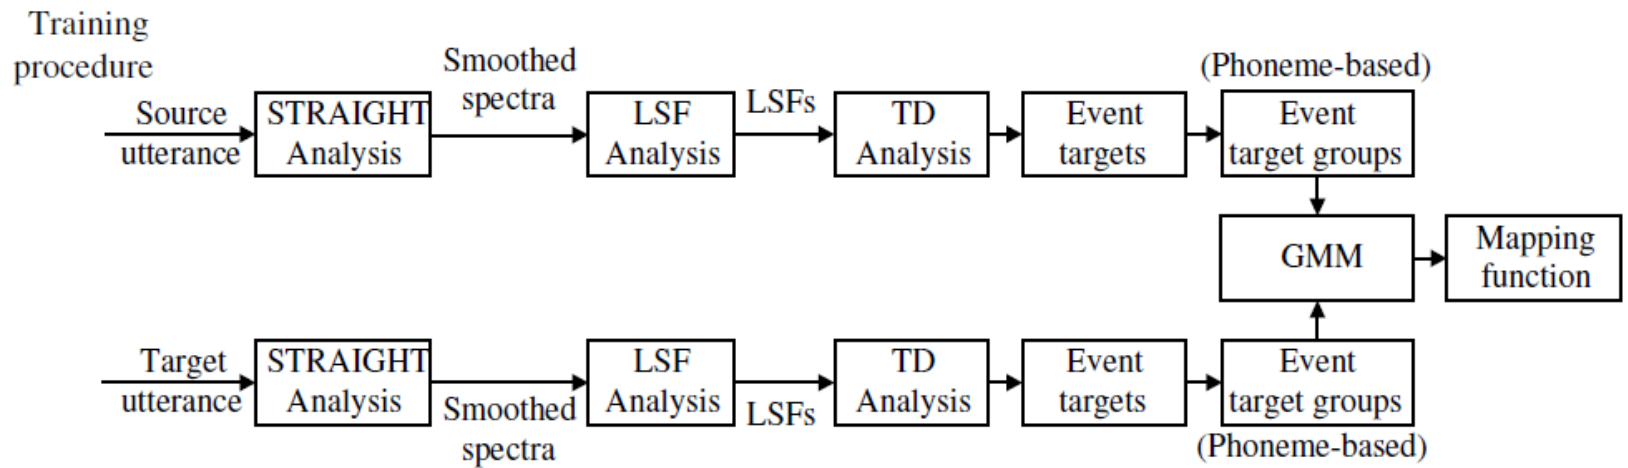 Training
procedure
Smoothed
spectra
(Phoneme-based)
Source
utterance
STRAIGHT
Analysis
LSF
Analysis
LSFs
TD
Analysis
Event
targets
Event
target groups
GMM
Mapping
function
Target
utterance
STRAIGHT
Analysis
Smoothed
spectra
LSF
Analysis
LSFs
TD
Analysis
Event
targets
Event
target groups
(Phoneme-based)